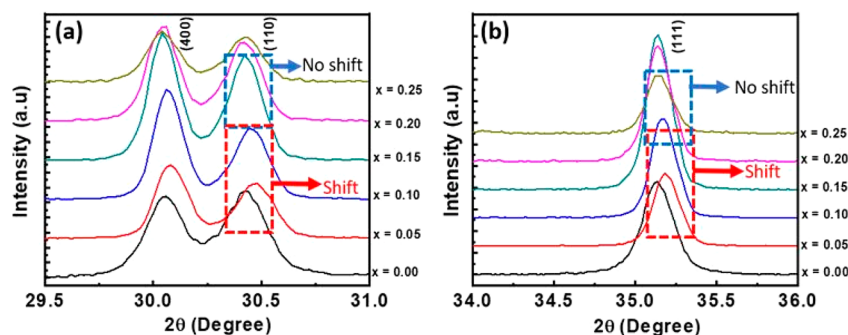 (a)
(400)
(110)
No shift
Shift
x = 0.25
x = 0.20
x = 0.15
x = 0.10
x = 0.05
x = 0.00
Intensity (a.u)
29.5 30.0 30.5 31.0
2θ (Degree)
(b)
(111)
No shift
Shift
x = 0.25
x = 0.20
x = 0.15
x = 0.10
x = 0.05
x = 0.00
Intensity (a.u)
34.0 34.5 35.0 35.5 36.0
2θ (Degree)